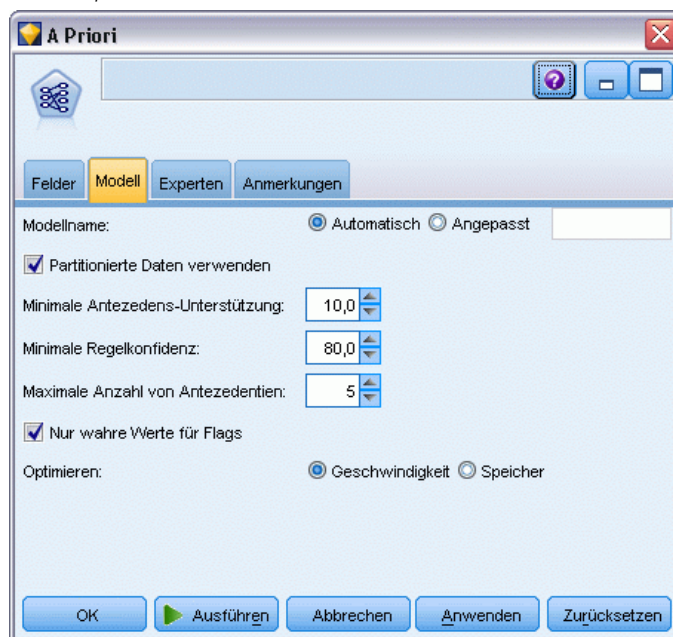 A Priori
Felder Modell Experten Anmerkungen
Modellname: Automatisch Angepasst
Partitionierte Daten verwenden
Minimale Antezedens-Unterstützung: 10,0
Minimale Regelkonfidenz: 80,0
Maximale Anzahl von Antezedentien: 5
Nur wahre Werte für Flags
Optimieren: Geschwindigkeit Speicher
OK Ausführen Abbrechen Anwenden Zurücksetzen